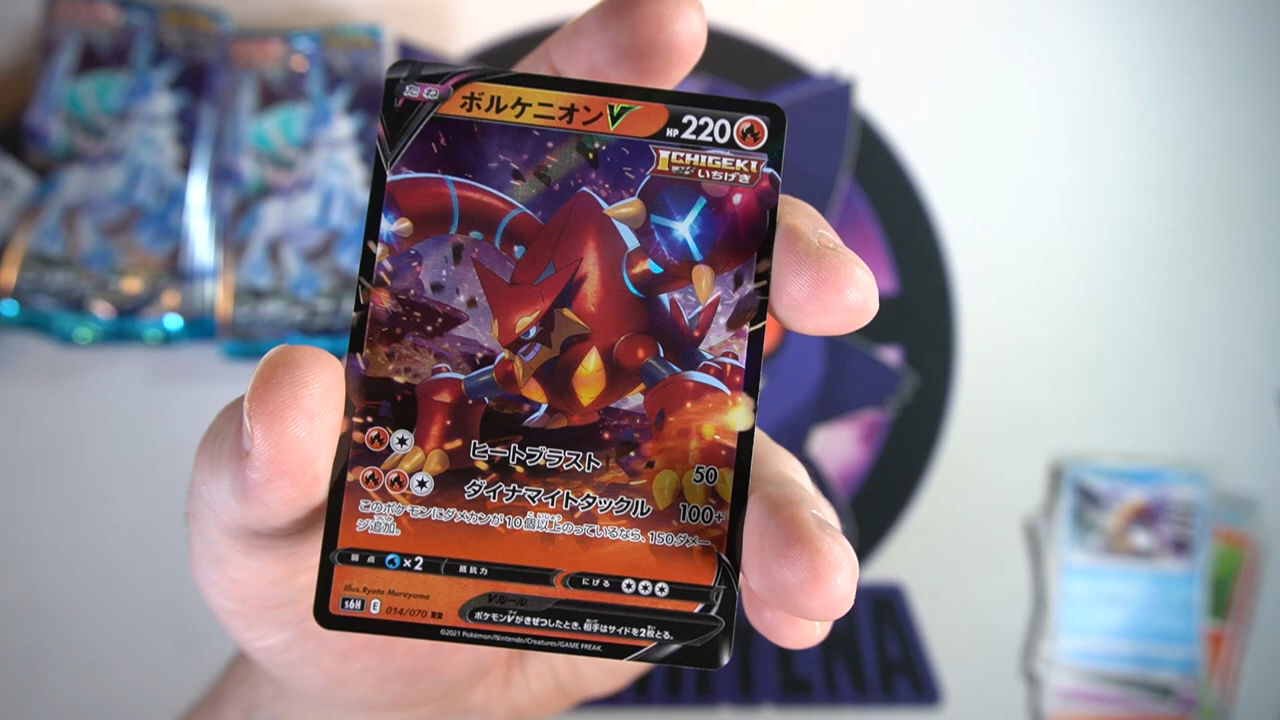 たね
ボルケニオンV
HP 220
ICHIGEKI
いちげき
ヒートブラスト 50
ダイナマイトタックル 100+
このポケモンにダメカンが10個以上のっているなら、150ダメー
ジ追加。
弱点 ×2 抵抗力 にげる
Illus.Ryota Murayama
Vルール
ポケモンVがきぜつしたとき、相手はサイドを2枚とる。
s6H E 014/070 RR
©2021 Pokémon/Nintendo/Creatures/GAME FREAK.